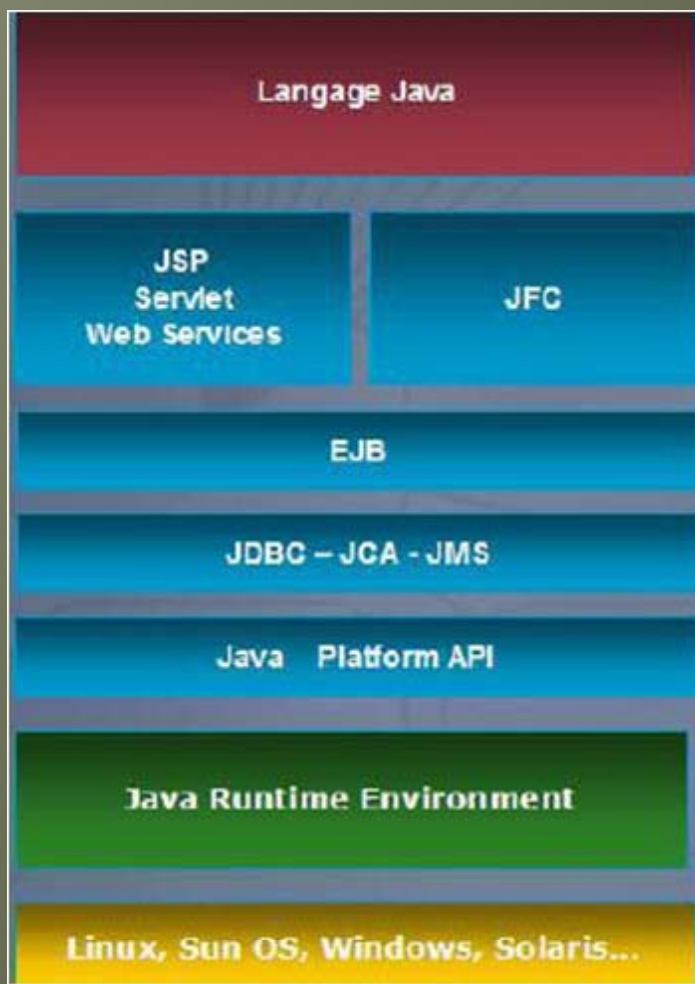 Langage Java
JSP
Servlet
Web Services
JFC
EJB
JDBC – JCA - JMS
Java Platform API
Java Runtime Environment
Linux, Sun OS, Windows, Solaris...